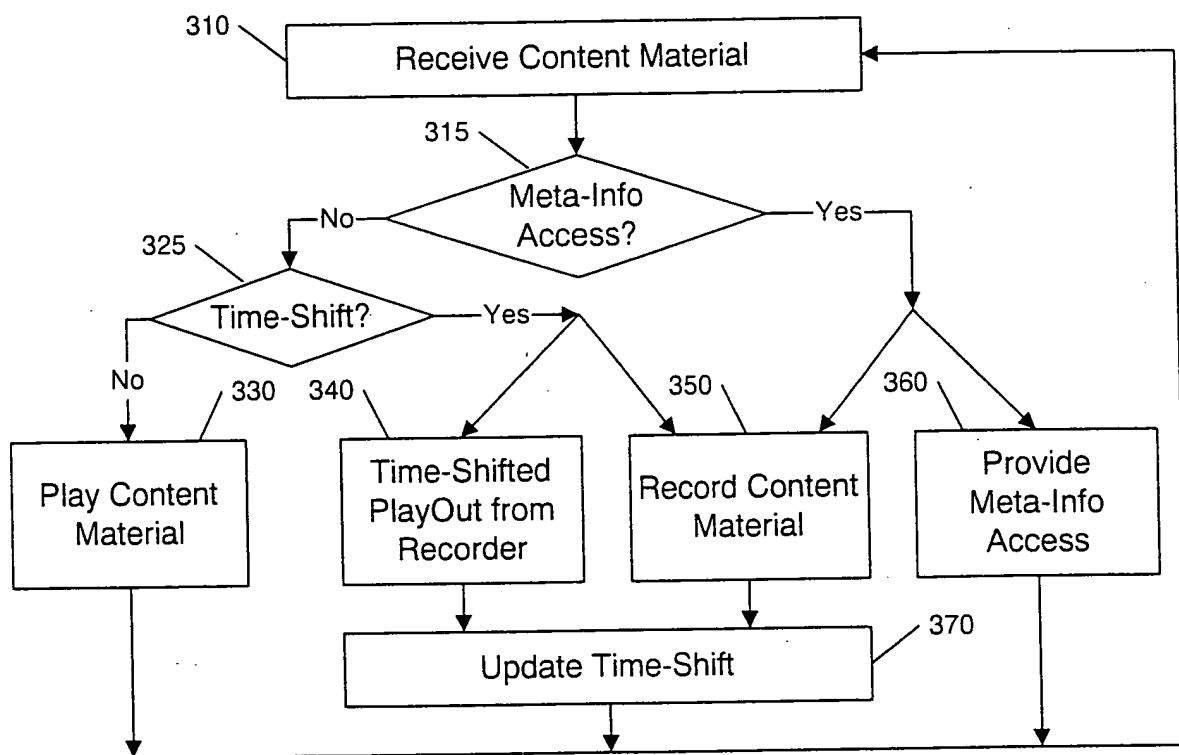 310
Receive Content Material
315
Meta-Info
Access?
No
Yes
325
Time-Shift?
Yes
No
330
340
350
360
Play Content
Material
Time-Shifted
PlayOut from
Recorder
Record Content
Material
Provide
Meta-Info
Access
370
Update Time-Shift